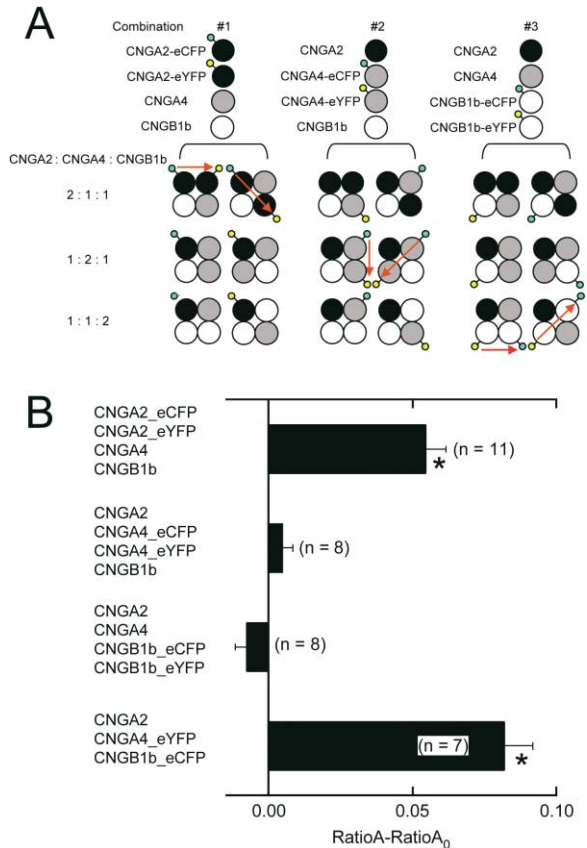 A
Combination #1 #2 #3
CNGA2-eCFP
CNGA2-eYFP
CNGA4
CNGB1b
CNGA2
CNGA4-eCFP
CNGA4-eYFP
CNGB1b
CNGA2
CNGA4
CNGB1b-eCFP
CNGB1b-eYFP
CNGA2 : CNGA4 : CNGB1b
2 : 1 : 1
1 : 2 : 1
1 : 1 : 2
B
CNGA2_eCFP
CNGA2_eYFP
CNGA4
CNGB1b
(n = 11)
*
CNGA2
CNGA4_eCFP
CNGA4_eYFP
CNGB1b
(n = 8)
CNGA2
CNGA4
CNGB1b_eCFP
CNGB1b_eYFP
(n = 8)
CNGA2
CNGA4_eYFP
CNGB1b_eCFP
(n = 7)
*
0.00 0.05 0.10
RatioA-RatioA0